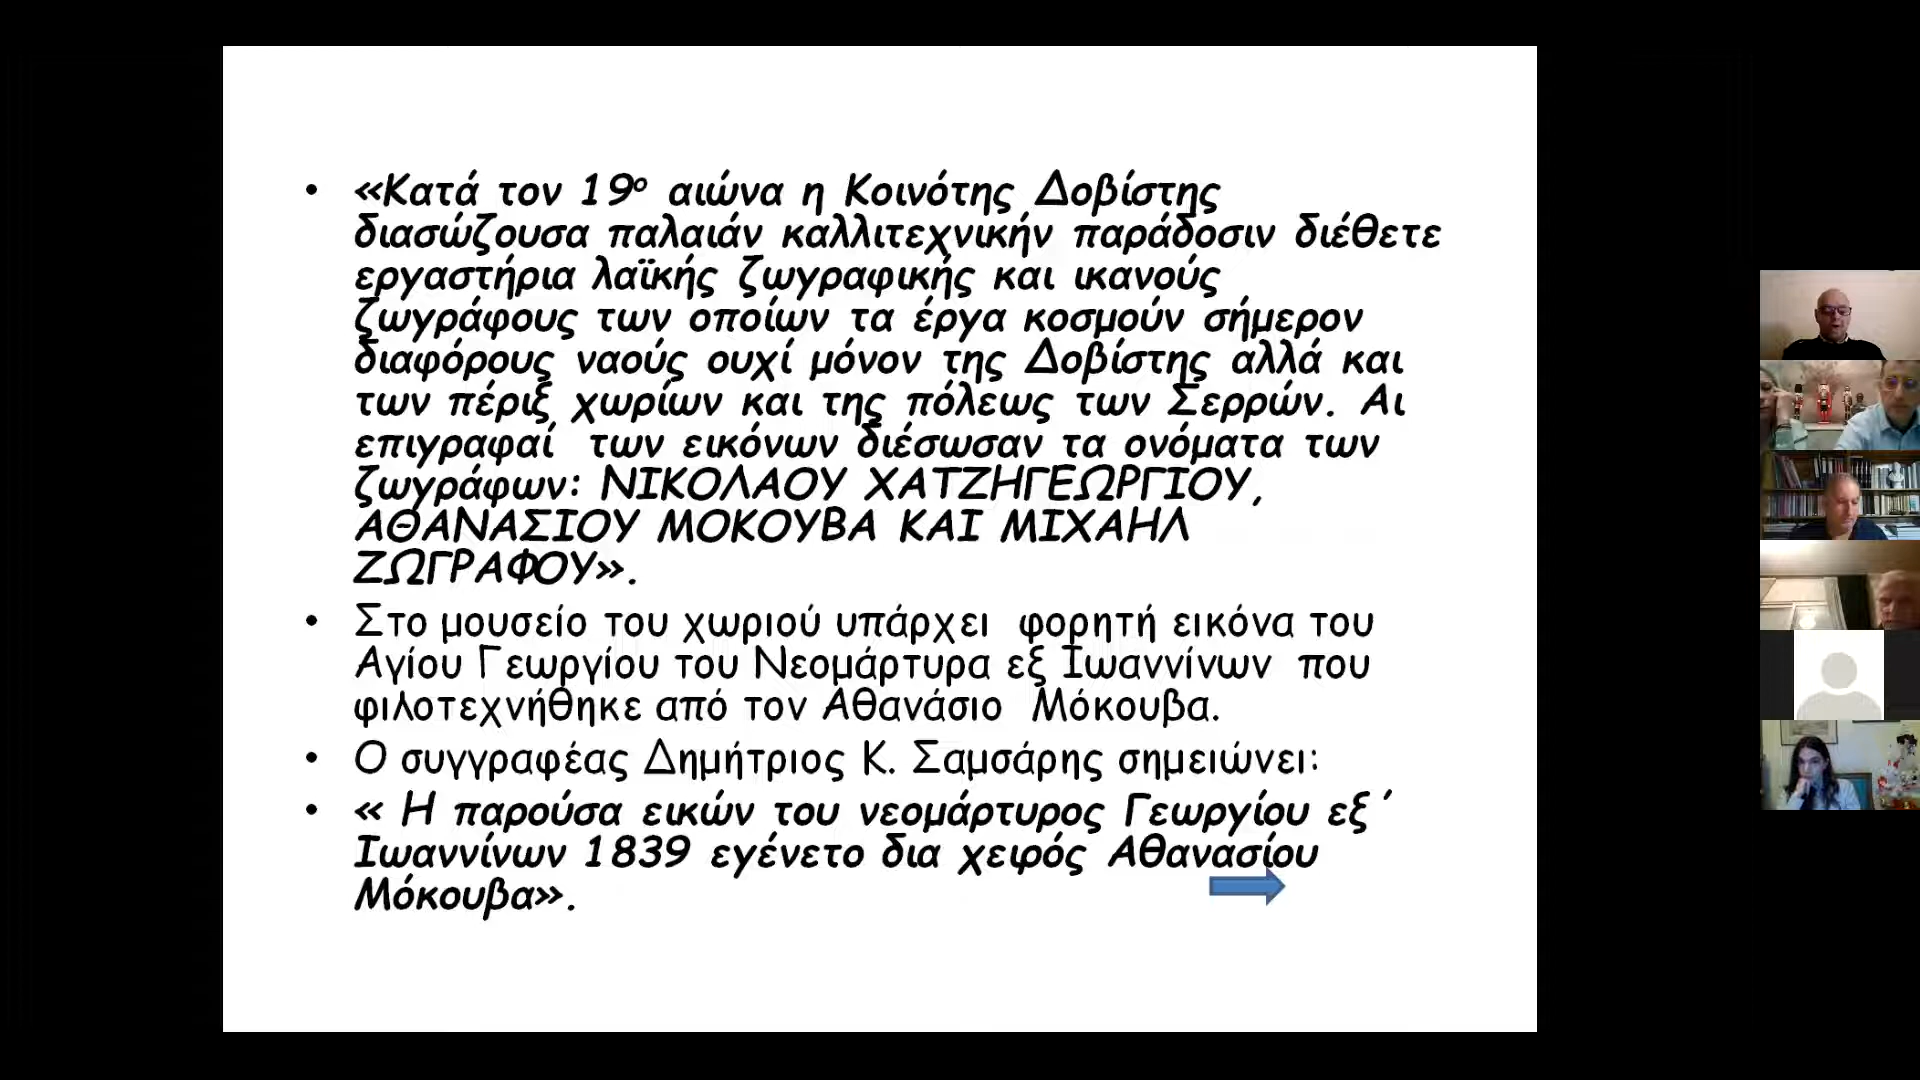 • «Κατά τον 19ο αιώνα η Κοινότης Δοβίστης
διασώζουσα παλαιάν καλλιτεχνικήν παράδοσιν διέθετε
εργαστήρια λαϊκής ζωγραφικής και ικανούς
ζωγράφους των οποίων τα έργα κοσμούν σήμερον
διαφόρους ναούς ουχί μόνον της Δοβίστης αλλά και
των πέριξ χωρίων και της πόλεως των Σερρών. Αι
επιγραφαί των εικόνων διέσωσαν τα ονόματα των
ζωγράφων: ΝΙΚΟΛΑΟΥ ΧΑΤΖΗΓΕΩΡΓΙΟΥ,
ΑΘΑΝΑΣΙΟΥ ΜΟΚΟΥΒΑ ΚΑΙ ΜΙΧΑΗΛ
ΖΩΓΡΑΦΟΥ».
• Στο μουσείο του χωριού υπάρχει φορητή εικόνα του
Αγίου Γεωργίου του Νεομάρτυρα εξ Ιωαννίνων που
φιλοτεχνήθηκε από τον Αθανάσιο Μόκουβα.
• Ο συγγραφέας Δημήτριος Κ. Σαμσάρης σημειώνει:
• « Η παρούσα εικών του νεομάρτυρος Γεωργίου εξ ΄
Ιωαννίνων 1839 εγένετο δια χειρός Αθανασίου
Μόκουβα».